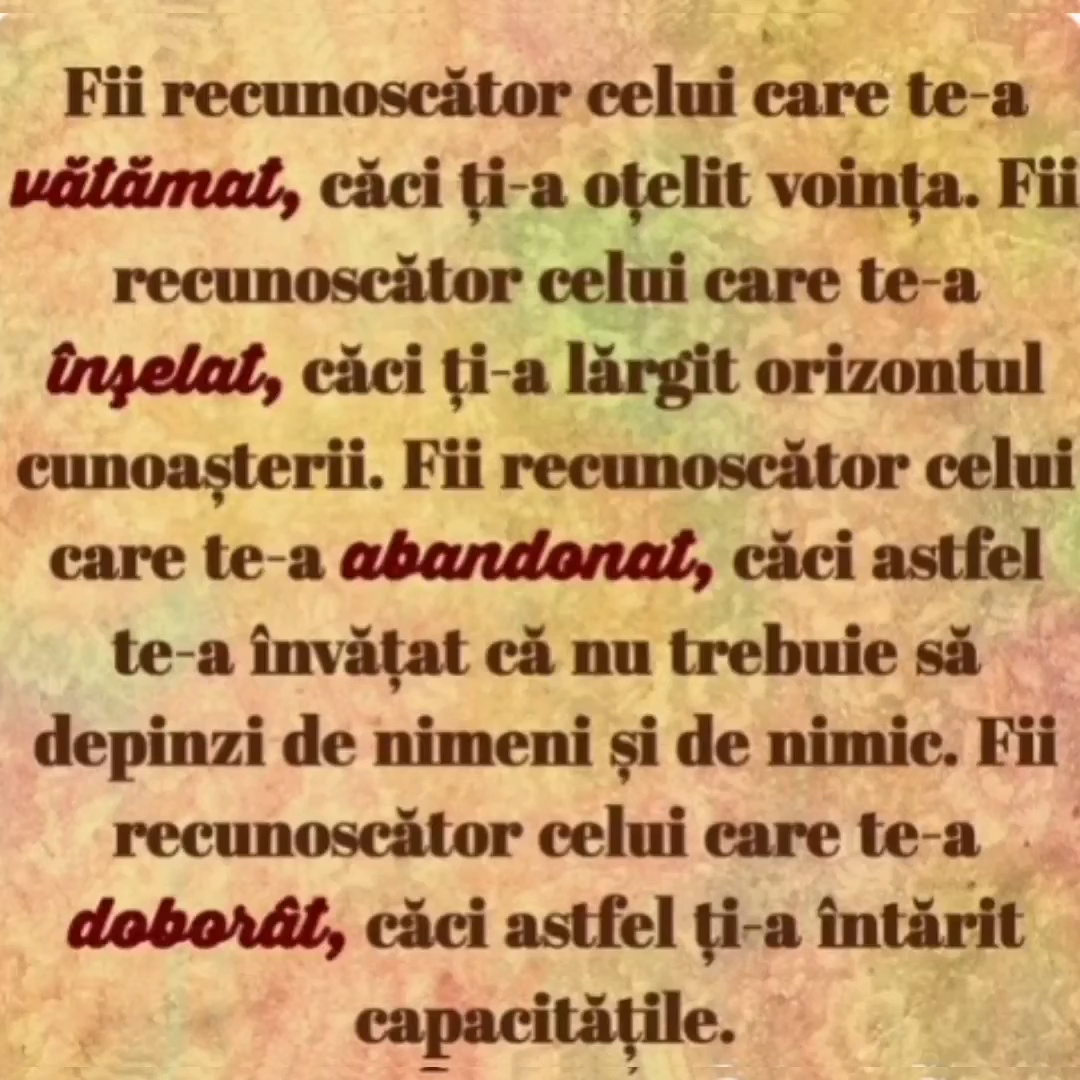 Fii recunoscător celui care te-a
vătămat, căci ți-a oțelit voința. Fii
recunoscător celui care te-a
înșelat, căci ți-a lărgit orizontul
cunoașterii. Fii recunoscător celui
care te-a abandonat, căci astfel
te-a învățat că nu trebuie să
depinzi de nimeni și de nimic. Fii
recunoscător celui care te-a
doborât, căci astfel ți-a întărit
capacitățile.